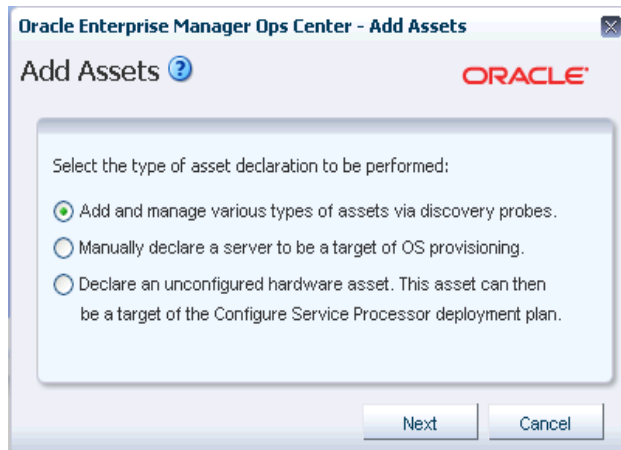 Oracle Enterprise Manager Ops Center - Add Assets
Add Assets ?
ORACLE
Select the type of asset declaration to be performed:
Add and manage various types of assets via discovery probes.
Manually declare a server to be a target of OS provisioning.
Declare an unconfigured hardware asset. This asset can then
be a target of the Configure Service Processor deployment plan.
Next
Cancel